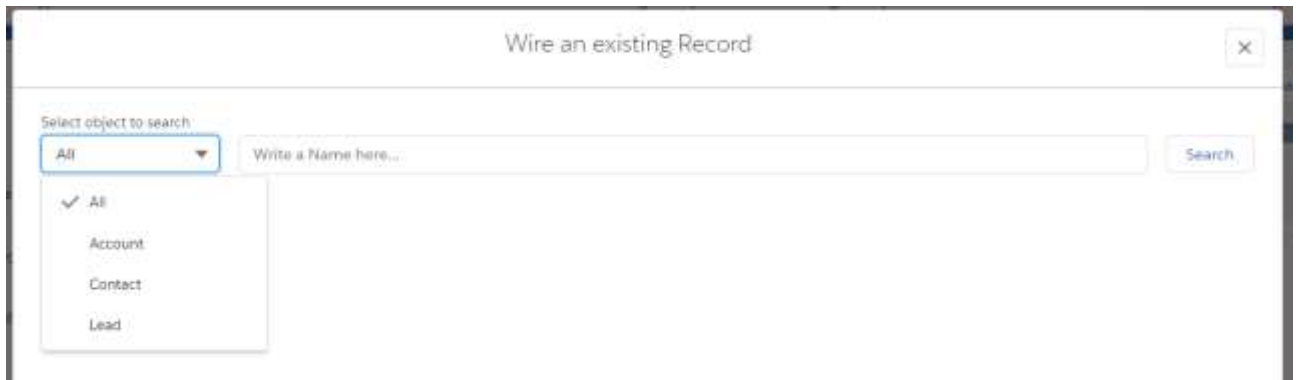 Wire an existing Record
Select object to search
All
Write a Name here...
Search
All
Account
Contact
Lead